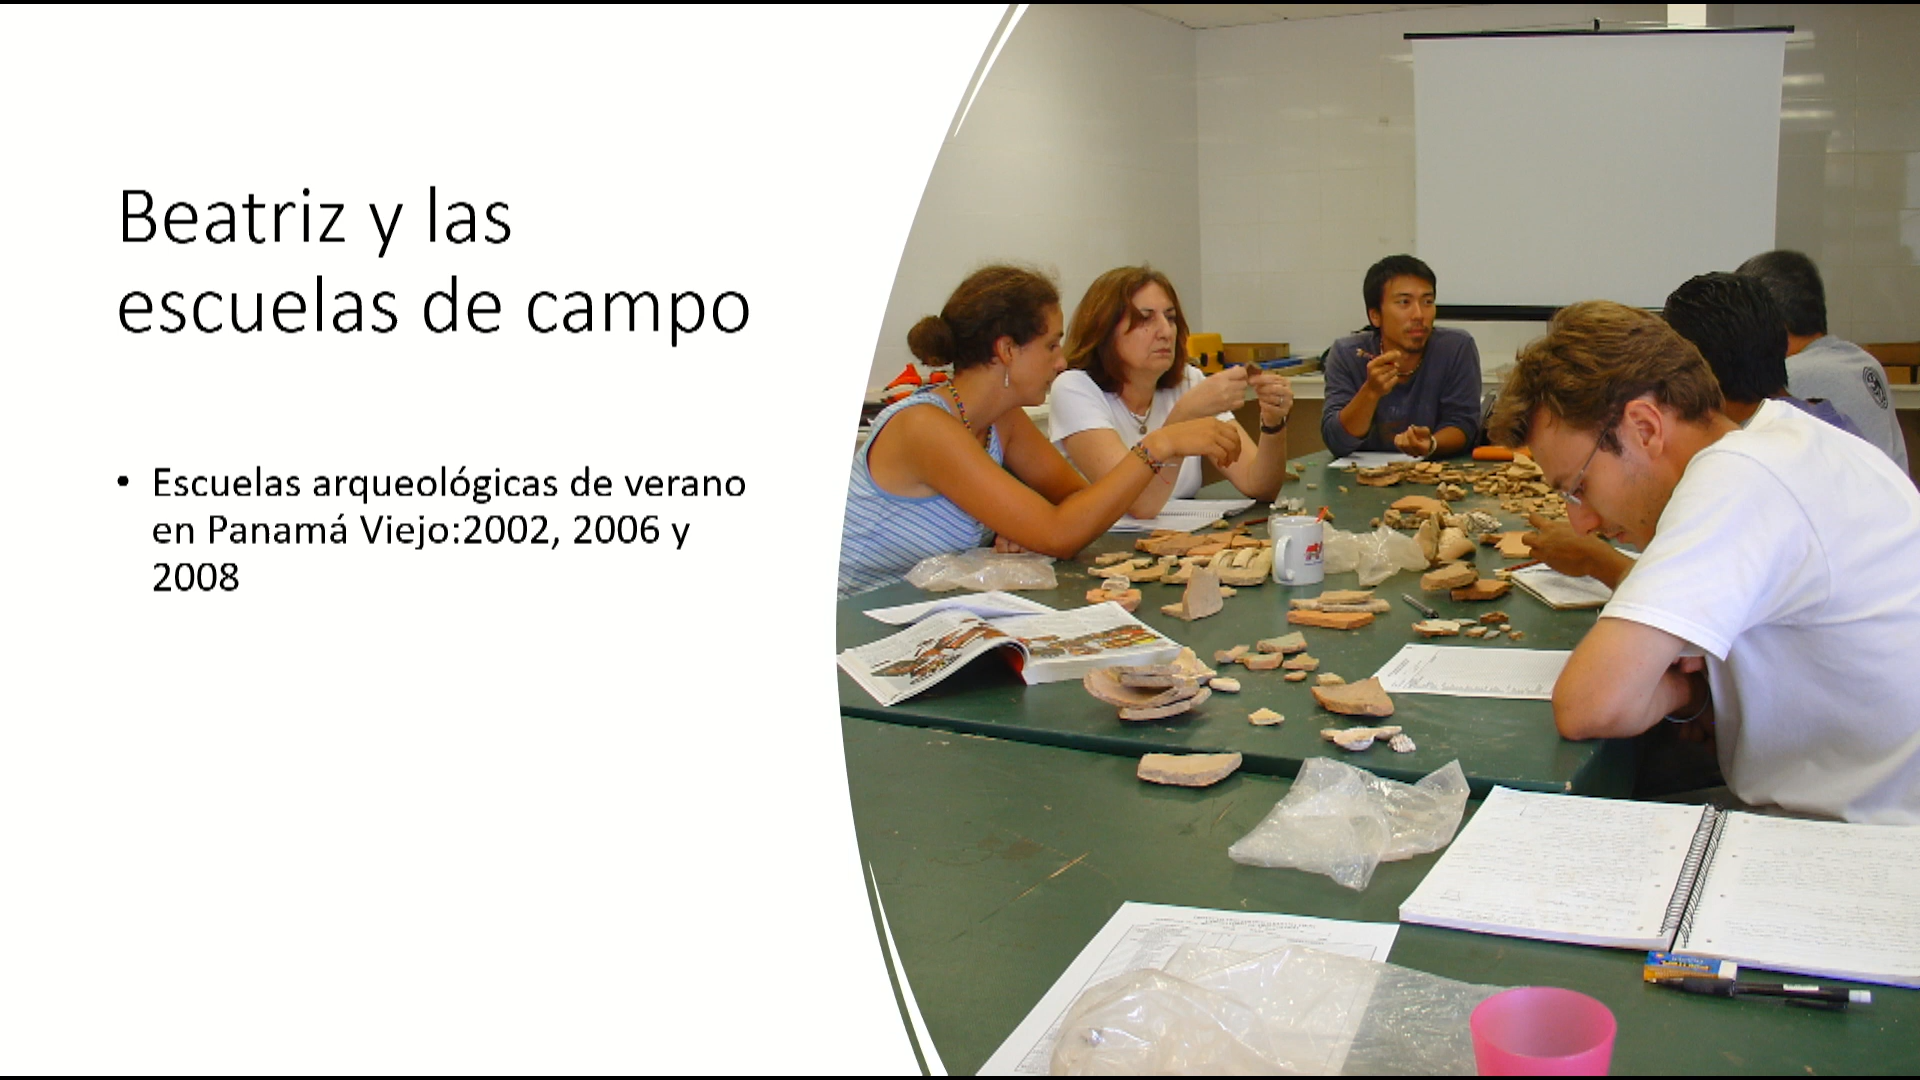 Beatriz y las
escuelas de campo
• Escuelas arqueológicas de verano
en Panamá Viejo:2002, 2006 y
2008